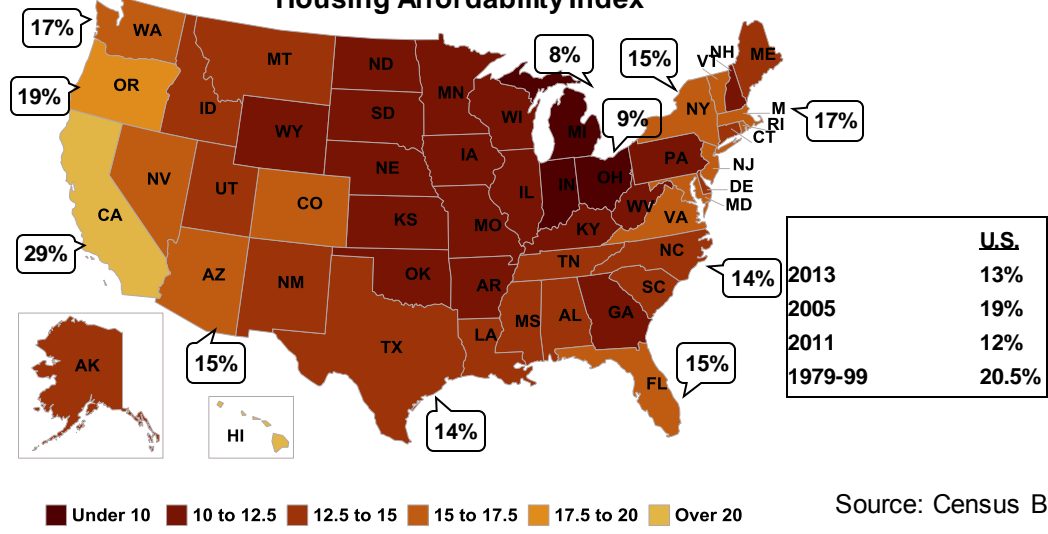 Housing Affordability Index
17%
WA
MT
ND
MN
8%
15%
VT
NH
ME
19%
OR
ID
SD
WI
MI
9%
NY
M
RI
CT
17%
WY
IA
PA
NJ
NE
IL
IN
OH
DE
MD
NV
UT
CO
WV
VA
CA
KS
MO
KY
29%
AZ
NM
OK
AR
TN
NC
14%
SC
MS
AL
GA
LA
TX
AK
15%
FL
15%
HI
14%
U.S.
2013 13%
2005 19%
2011 12%
1979-99 20.5%
Under 10 10 to 12.5 12.5 to 15 15 to 17.5 17.5 to 20 Over 20
Source: Census B